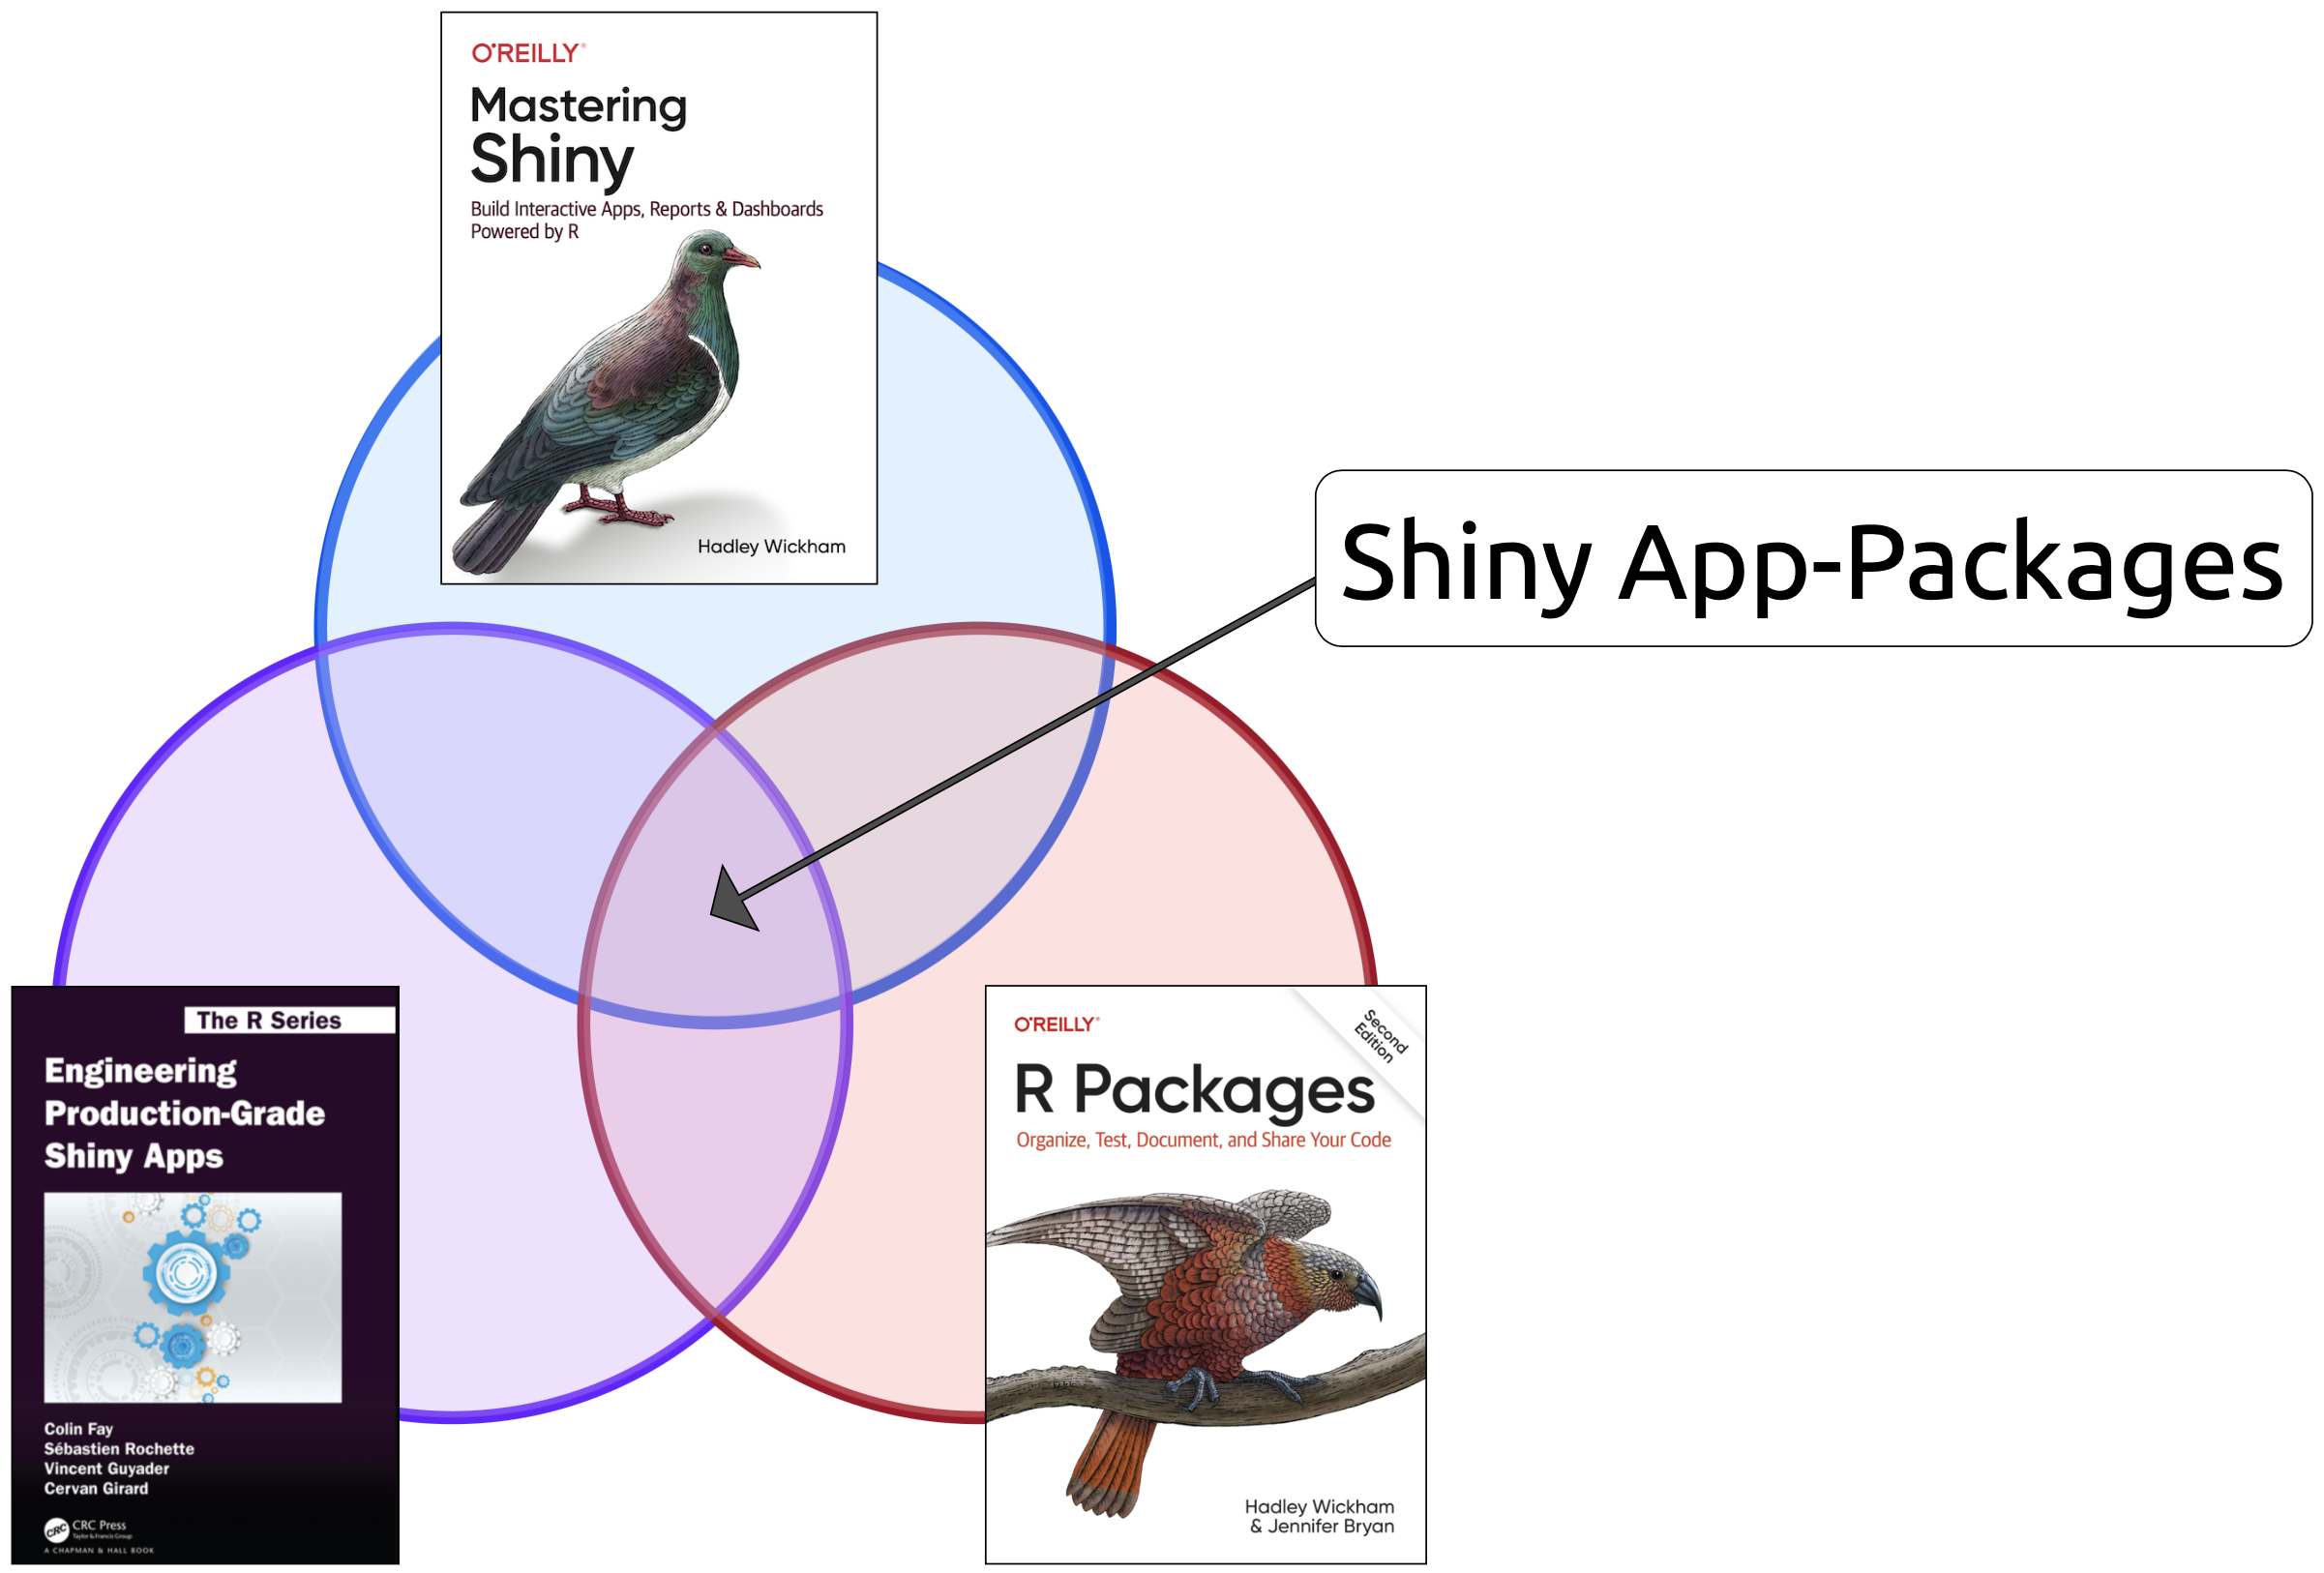 O'REILLY®
Mastering
Shiny
Build Interactive Apps, Reports & Dashboards
Powered by R
Hadley Wickham
Shiny App-Packages
The R Series
Engineering
Production-Grade
Shiny Apps
Colin Fay
Sébastien Rochette
Vincent Guyader
Cervan Girard
CRC CRC Press
Taylor & Francis Group
A CHAPMAN & HALL BOOK
O'REILLY®
Second
Edition
R Packages
Organize, Test, Document, and Share Your Code
Hadley Wickham
& Jennifer Bryan